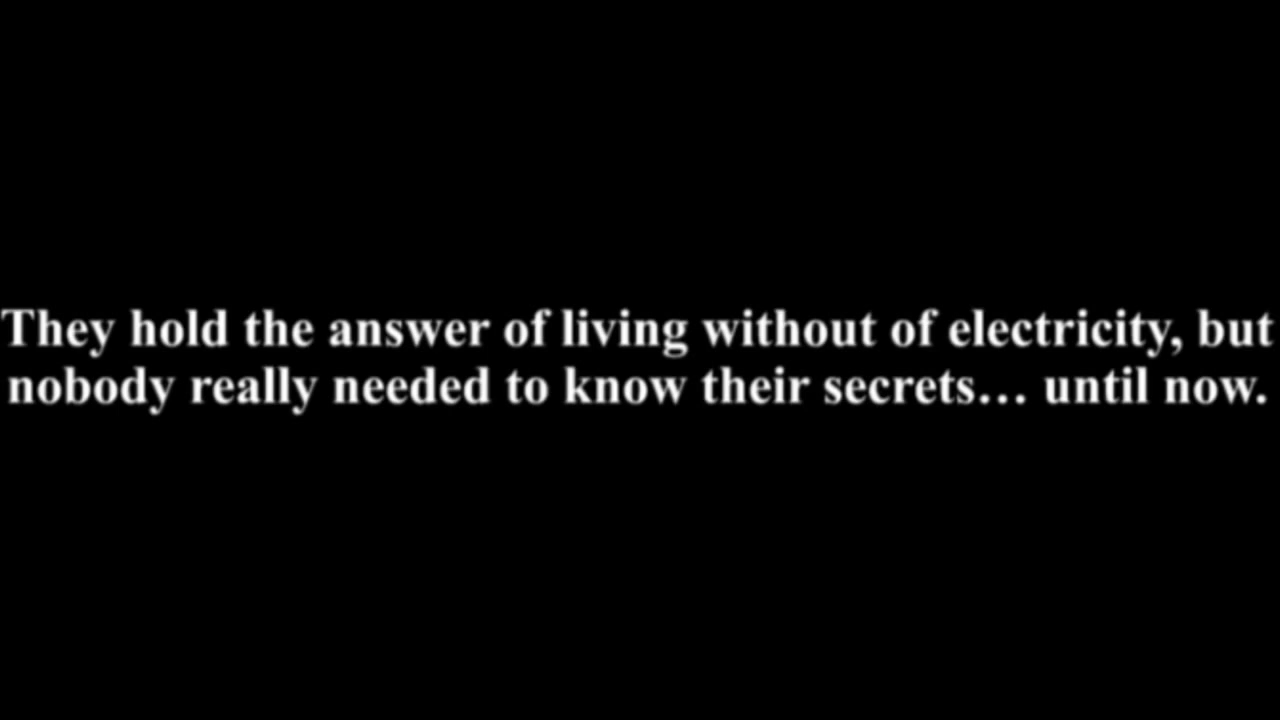 They hold the answer of living without of electricity, but
nobody really needed to know their secrets… until now.